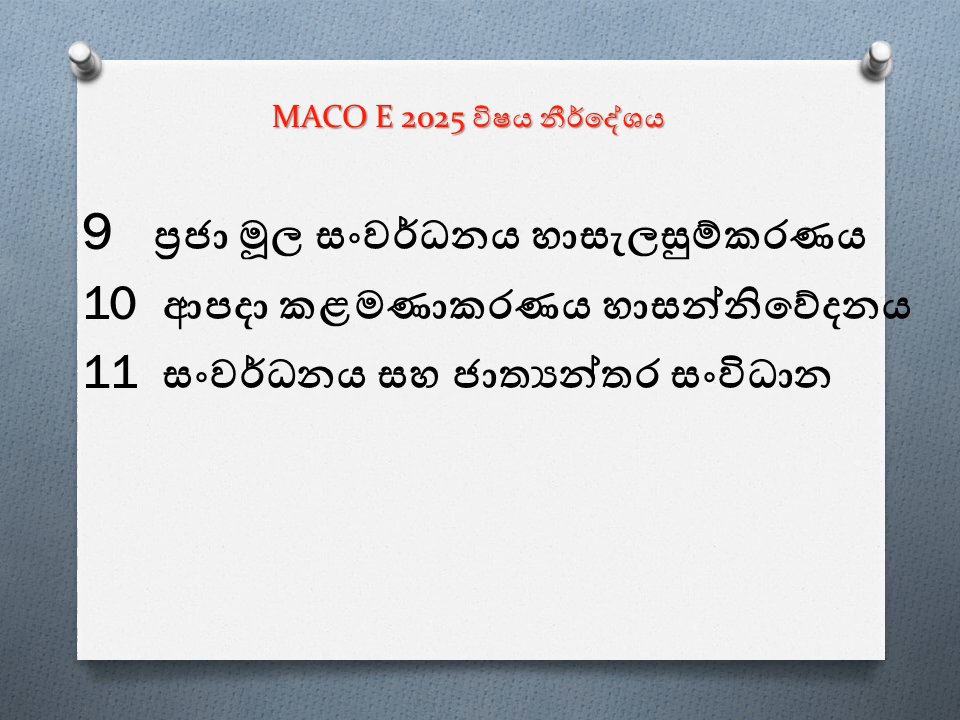 MACO E 2025 විෂය නීර්දේශය
9 ප්‍රජා මූල සංවර්ධනය හාසැලසුම්කරණය
10 ආපදා කළමණාකරණය හාසන්නිවේදනය
11 සංවර්ධනය සහ ජාත්‍යන්තර සංවිධාන